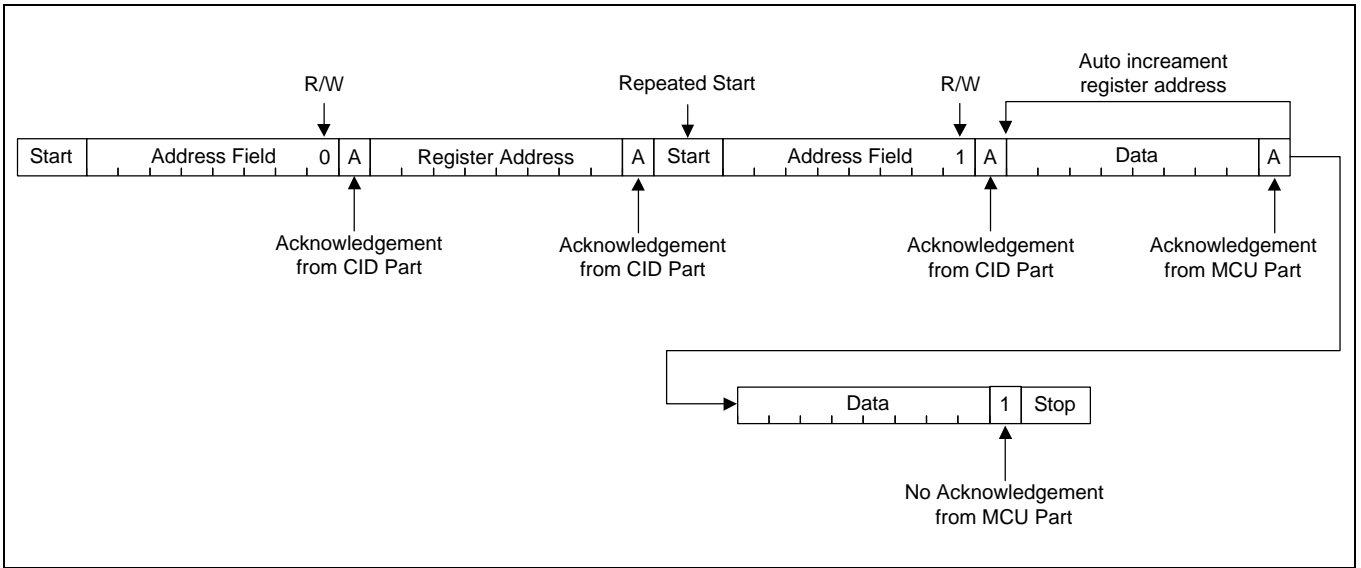 Auto increament
register address
R/W
Repeated Start
R/W
Start Address Field 0 A Register Address A Start Address Field 1 A Data A
Acknowledgement
from CID Part
Acknowledgement
from CID Part
Acknowledgement
from CID Part
Acknowledgement
from MCU Part
Data 1 Stop
No Acknowledgement
from MCU Part